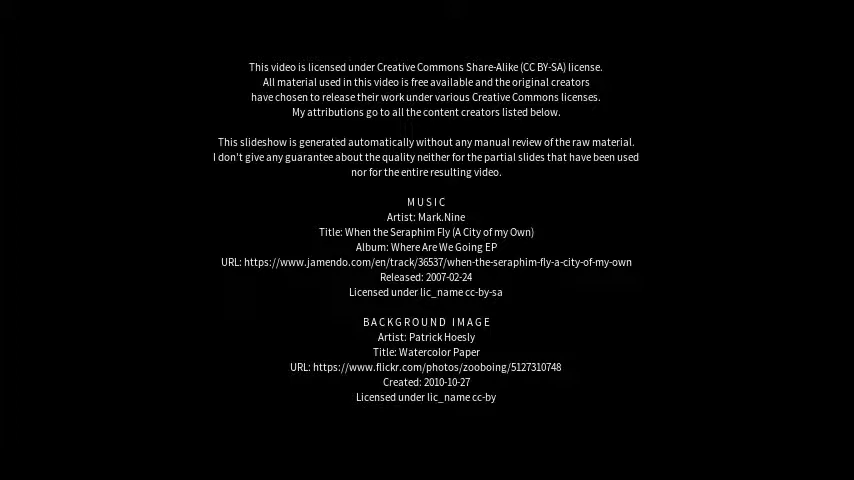 This video is licensed under Creative Commons Share-Alike (CC BY-SA) license.
All material used in this video is free available and the original creators
have chosen to release their work under various Creative Commons licenses.
My attributions go to all the content creators listed below.
This slideshow is generated automatically without any manual review of the raw material.
I don't give any guarantee about the quality neither for the partial slides that have been used
nor for the entire resulting video.
MUSIC
Artist: Mark.Nine
Title: When the Seraphim Fly (A City of my Own)
Album: Where Are We Going EP
URL: https://www.jamendo.com/en/track/36537/when-the-seraphim-fly-a-city-of-my-own
Released: 2007-02-24
Licensed under lic_name cc-by-sa
BACKGROUND IMAGE
Artist: Patrick Hoesly
Title: Watercolor Paper
URL: https://www.flickr.com/photos/zooboing/5127310748
Created: 2010-10-27
Licensed under lic_name cc-by